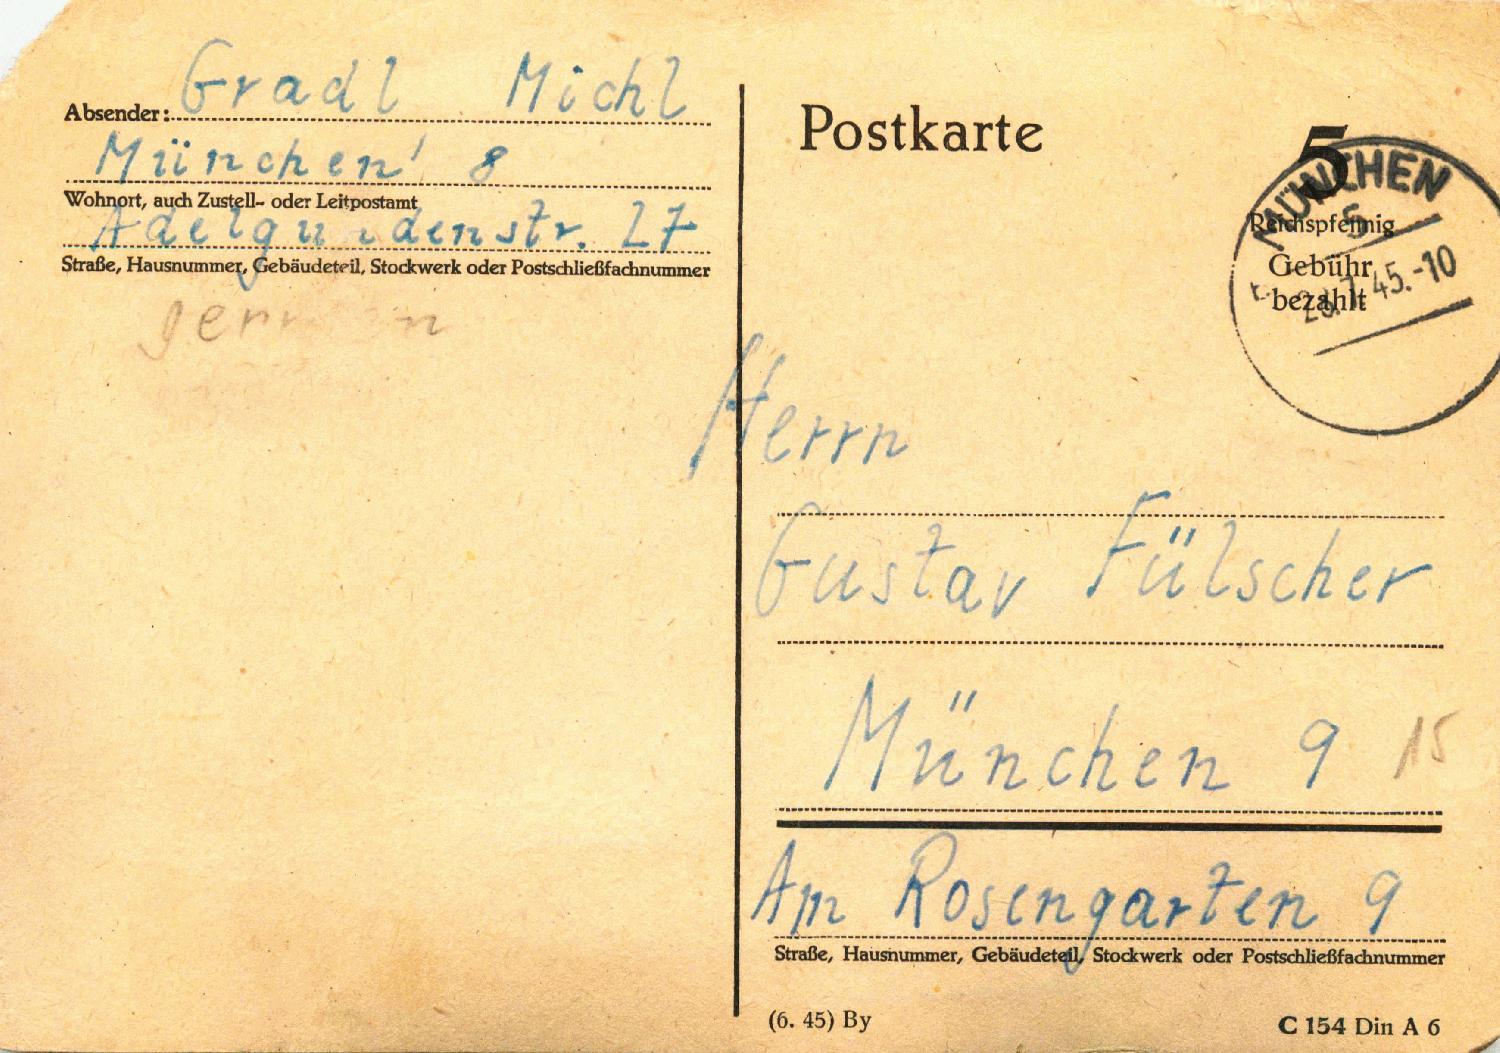 Absender: Gradl Michl
München 8
Wohnort, auch Zustell- oder Leitpostamt
Adelgundenstr. 27
Straße, Hausnummer, Gebäudeteil, Stockwerk oder Postschließfachnummer
Postkarte
5
Reichspfennig
Gebühr
bezahlt
MÜNCHEN
5
7.45.-10
Herrn
Gustav Fülscher
München 9 15
Am Rosengarten 9
Straße, Hausnummer, Gebäudeteil, Stockwerk oder Postschließfachnummer
(6. 45) By
C 154 Din A 6